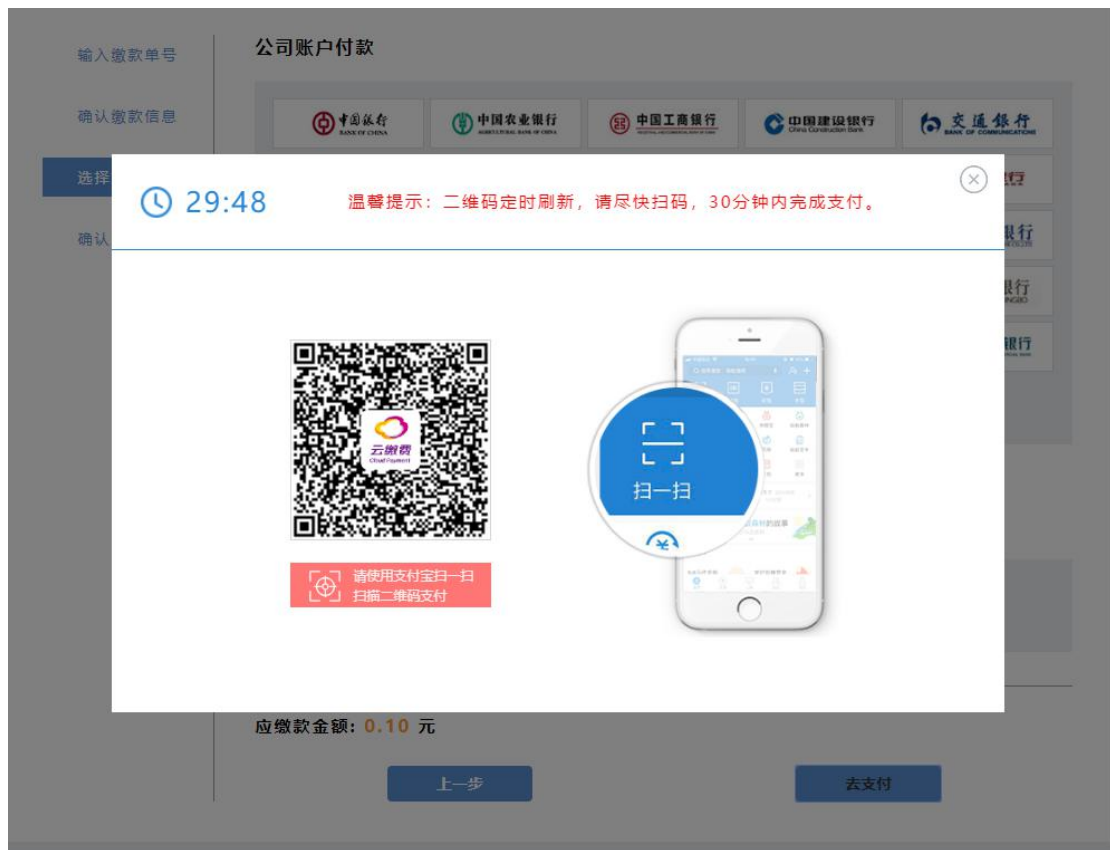 输入缴款单号
公司账户付款
确认缴款信息
中国银行
BANK OF CHINA
中国农业银行
AGRICULTURAL BANK OF CHINA
中国工商银行
中国建设银行
China Construction Bank
交通银行
BANK OF COMMUNICATIONS
选择
29:48
温馨提示：二维码定时刷新，请尽快扫码，30分钟内完成支付。
确认
云缴费
Cloud Payment
扫一扫
请使用支付宝扫一扫
扫描二维码支付
应缴款金额: 0.10 元
上一步
去支付